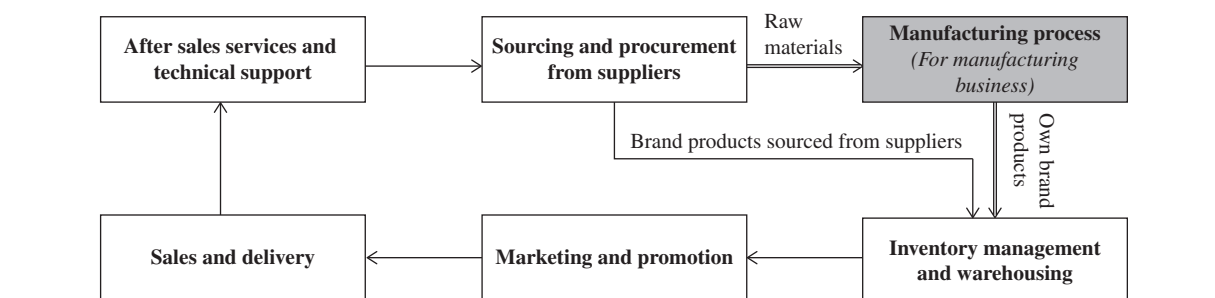 After sales services and
technical support
Sourcing and procurement
from suppliers
Raw
materials
Manufacturing process
(For manufacturing
business)
Brand products sourced from suppliers
Own brand
products
Sales and delivery
Marketing and promotion
Inventory management
and warehousing